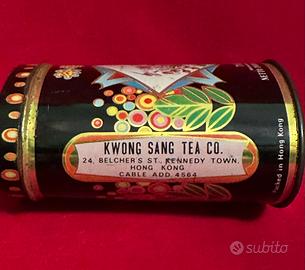 KWONG SANG TEA CO.
24, BELCHER'S ST., KENNEDY TOWN,
HONG KONG
CABLE ADD. 4564
NET
Packed in Hong Kong
subito